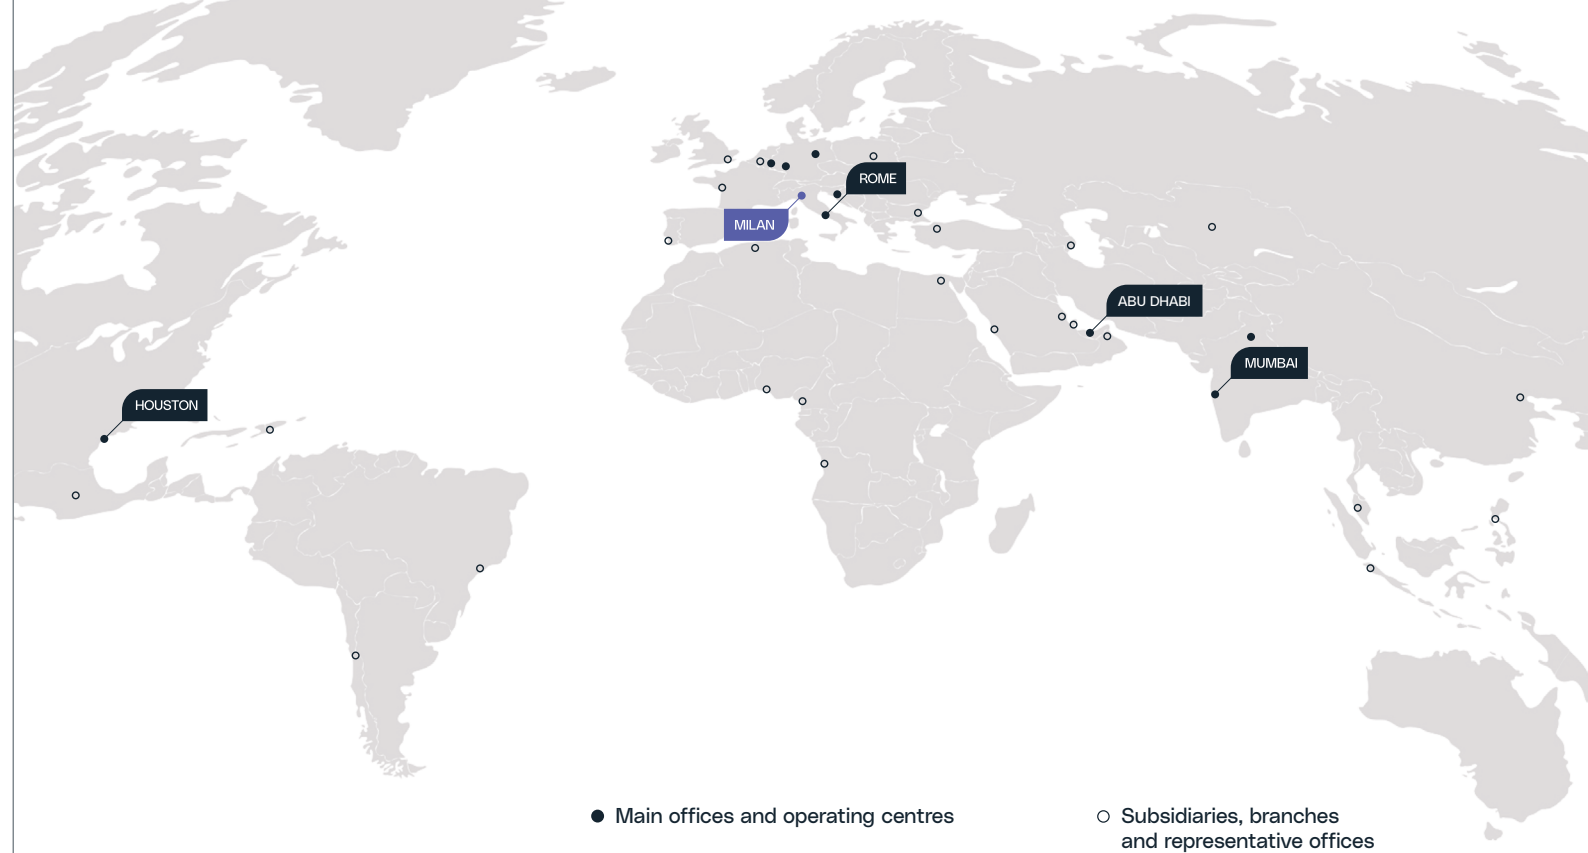 ROME
MILAN
ABU DHABI
MUMBAI
HOUSTON
Main offices and operating centres
Subsidiaries, branches
and representative offices